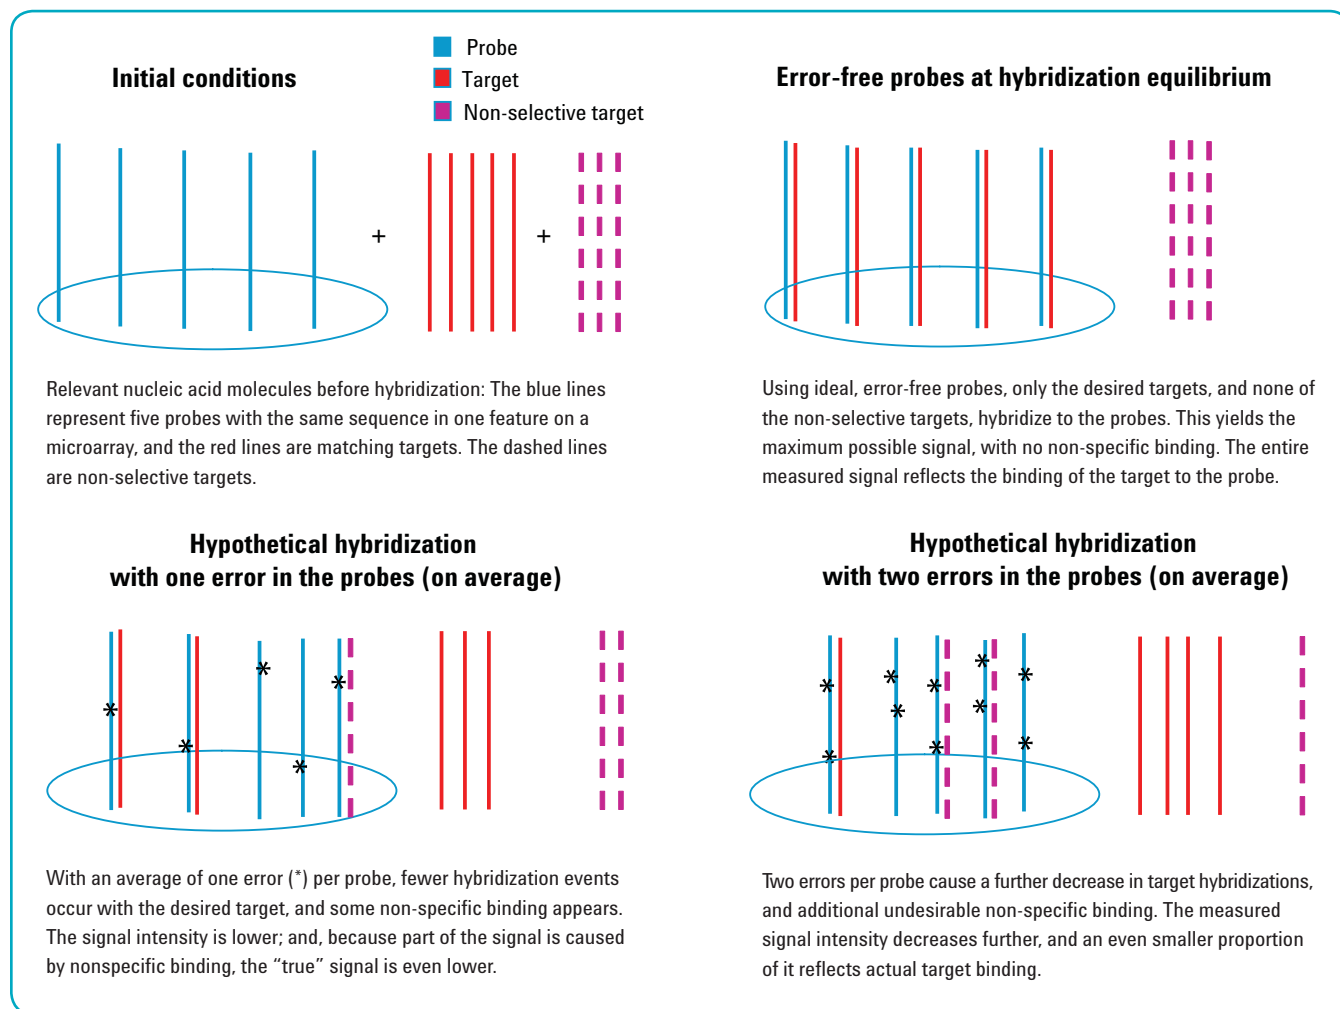 Initial conditions
Probe
Target
Non-selective target
+
+
Relevant nucleic acid molecules before hybridization: The blue lines
represent five probes with the same sequence in one feature on a
microarray, and the red lines are matching targets. The dashed lines
are non-selective targets.
Error-free probes at hybridization equilibrium
Using ideal, error-free probes, only the desired targets, and none of
the non-selective targets, hybridize to the probes. This yields the
maximum possible signal, with no non-specific binding. The entire
measured signal reflects the binding of the target to the probe.
Hypothetical hybridization
with one error in the probes (on average)
*
*
*
*
*
With an average of one error (*) per probe, fewer hybridization events
occur with the desired target, and some non-specific binding appears.
The signal intensity is lower; and, because part of the signal is caused
by nonspecific binding, the “true” signal is even lower.
Hypothetical hybridization
with two errors in the probes (on average)
*
*
*
*
*
*
*
*
*
*
Two errors per probe cause a further decrease in target hybridizations,
and additional undesirable non-specific binding. The measured
signal intensity decreases further, and an even smaller proportion
of it reflects actual target binding.